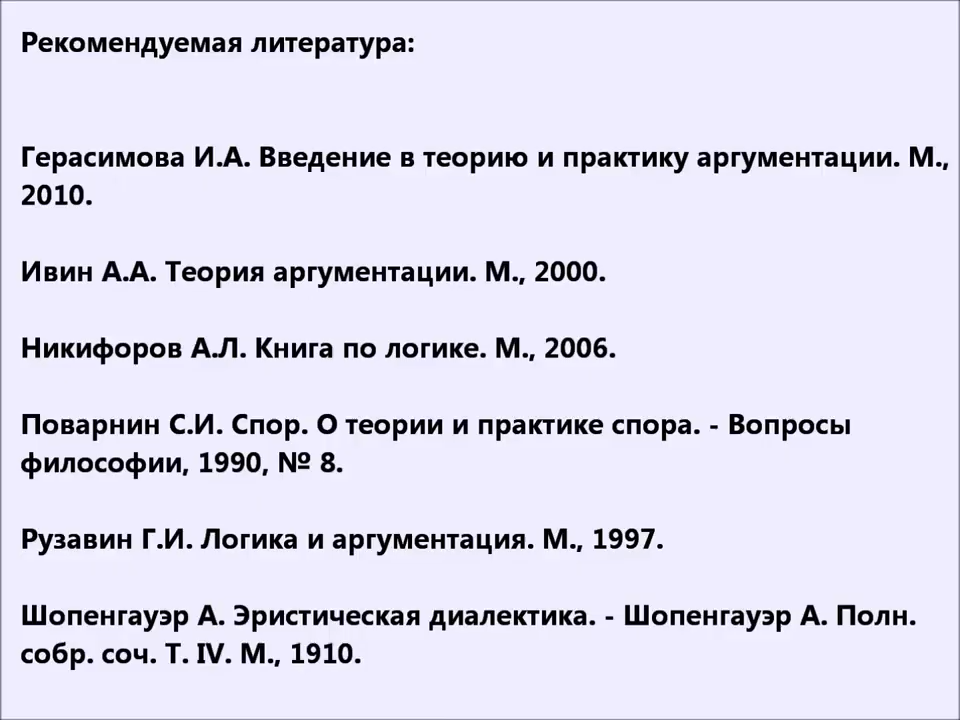 Рекомендуемая литература:
Герасимова И.А. Введение в теорию и практику аргументации. М.,
2010.
Ивин А.А. Теория аргументации. М., 2000.
Никифоров А.Л. Книга по логике. М., 2006.
Поварнин С.И. Спор. О теории и практике спора. - Вопросы
философии, 1990, № 8.
Рузавин Г.И. Логика и аргументация. М., 1997.
Шопенгауэр А. Эристическая диалектика. - Шопенгауэр А. Полн.
собр. соч. Т. IV. М., 1910.